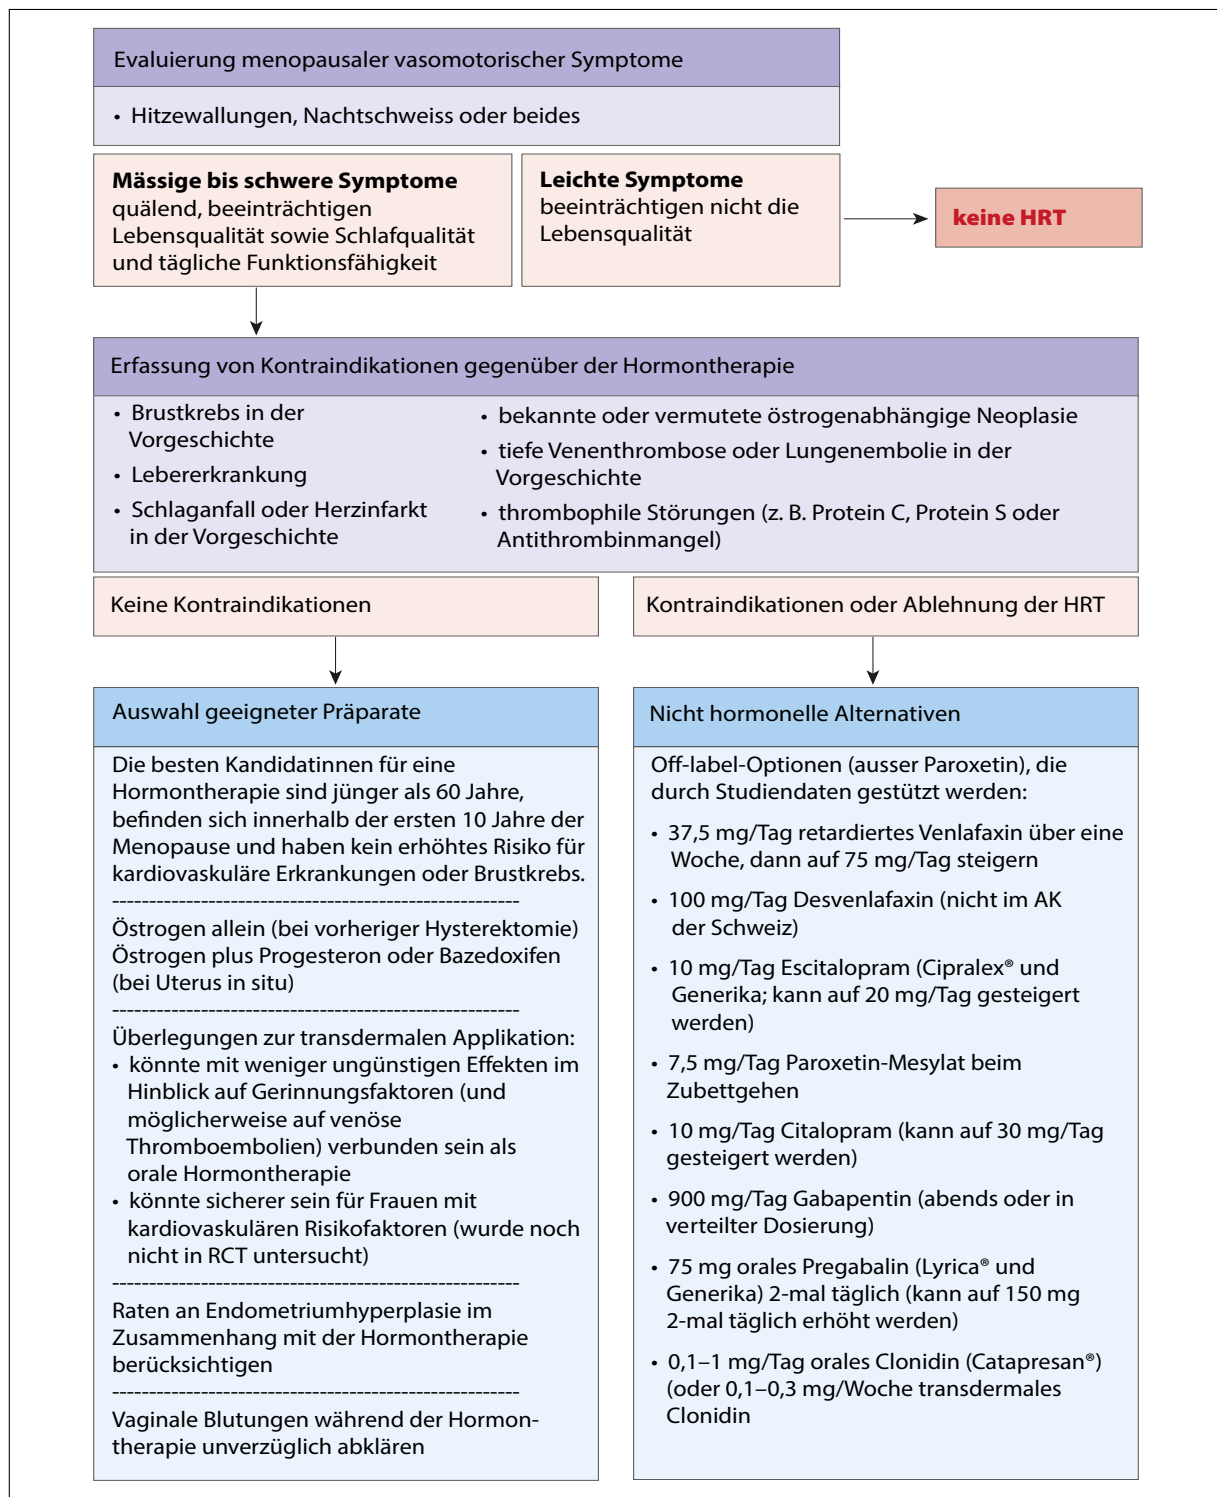 Evaluierung menopausaler vasomotorischer Symptome
• Hitzewallungen, Nachtschweiss oder beides
Mässige bis schwere Symptome
quälend, beeinträchtigen
Lebensqualität sowie Schlafqualität
und tägliche Funktionsfähigkeit
Leichte Symptome
beeinträchtigen nicht die
Lebensqualität
keine HRT
Erfassung von Kontraindikationen gegenüber der Hormontherapie
• Brustkrebs in der
Vorgeschichte
• Lebererkrankung
• Schlaganfall oder Herzinfarkt
in der Vorgeschichte
• bekannte oder vermutete östrogenabhängige Neoplasie
• tiefe Venenthrombose oder Lungenembolie in der
Vorgeschichte
• thrombophile Störungen (z. B. Protein C, Protein S oder
Antithrombinmangel)
Keine Kontraindikationen
Kontraindikationen oder Ablehnung der HRT
Auswahl geeigneter Präparate
Die besten Kandidatinnen für eine
Hormontherapie sind jünger als 60 Jahre,
befinden sich innerhalb der ersten 10 Jahre der
Menopause und haben kein erhöhtes Risiko für
kardiovaskuläre Erkrankungen oder Brustkrebs.
-------------------------------------------------------
Östrogen allein (bei vorheriger Hysterektomie)
Östrogen plus Progesteron oder Bazedoxifen
(bei Uterus in situ)
-------------------------------------------------------
Überlegungen zur transdermalen Applikation:
• könnte mit weniger ungünstigen Effekten im
Hinblick auf Gerinnungsfaktoren (und
möglicherweise auf venöse
Thromboembolien) verbunden sein als
orale Hormontherapie
• könnte sicherer sein für Frauen mit
kardiovaskulären Risikofaktoren (wurde noch
nicht in RCT untersucht)
-------------------------------------------------------
Raten an Endometriumhyperplasie im
Zusammenhang mit der Hormontherapie
berücksichtigen
-------------------------------------------------------
Vaginale Blutungen während der Hormon-
therapie unverzüglich abklären
Nicht hormonelle Alternativen
Off-label-Optionen (ausser Paroxetin), die
durch Studiendaten gestützt werden:
• 37,5 mg/Tag retardiertes Venlafaxin über eine
Woche, dann auf 75 mg/Tag steigern
• 100 mg/Tag Desvenlafaxin (nicht im AK
der Schweiz)
• 10 mg/Tag Escitalopram (Cipralex® und
Generika; kann auf 20 mg/Tag gesteigert
werden)
• 7,5 mg/Tag Paroxetin-Mesylat beim
Zubettgehen
• 10 mg/Tag Citalopram (kann auf 30 mg/Tag
gesteigert werden)
• 900 mg/Tag Gabapentin (abends oder in
verteilter Dosierung)
• 75 mg orales Pregabalin (Lyrica® und
Generika) 2-mal täglich (kann auf 150 mg
2-mal täglich erhöht werden)
• 0,1–1 mg/Tag orales Clonidin (Catapresan®)
(oder 0,1–0,3 mg/Woche transdermales
Clonidin